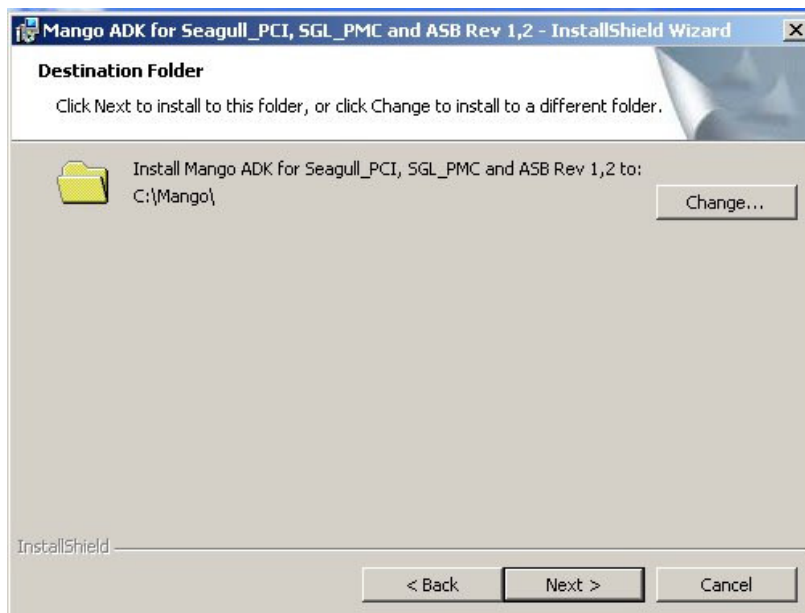 Mango ADK for Seagull_PCI, SGL_PMC and ASB Rev 1,2 - InstallShield Wizard
Destination Folder
Click Next to install to this folder, or click Change to install to a different folder.
Install Mango ADK for Seagull_PCI, SGL_PMC and ASB Rev 1,2 to:
C:\Mango\
Change...
InstallShield
< Back
Next >
Cancel